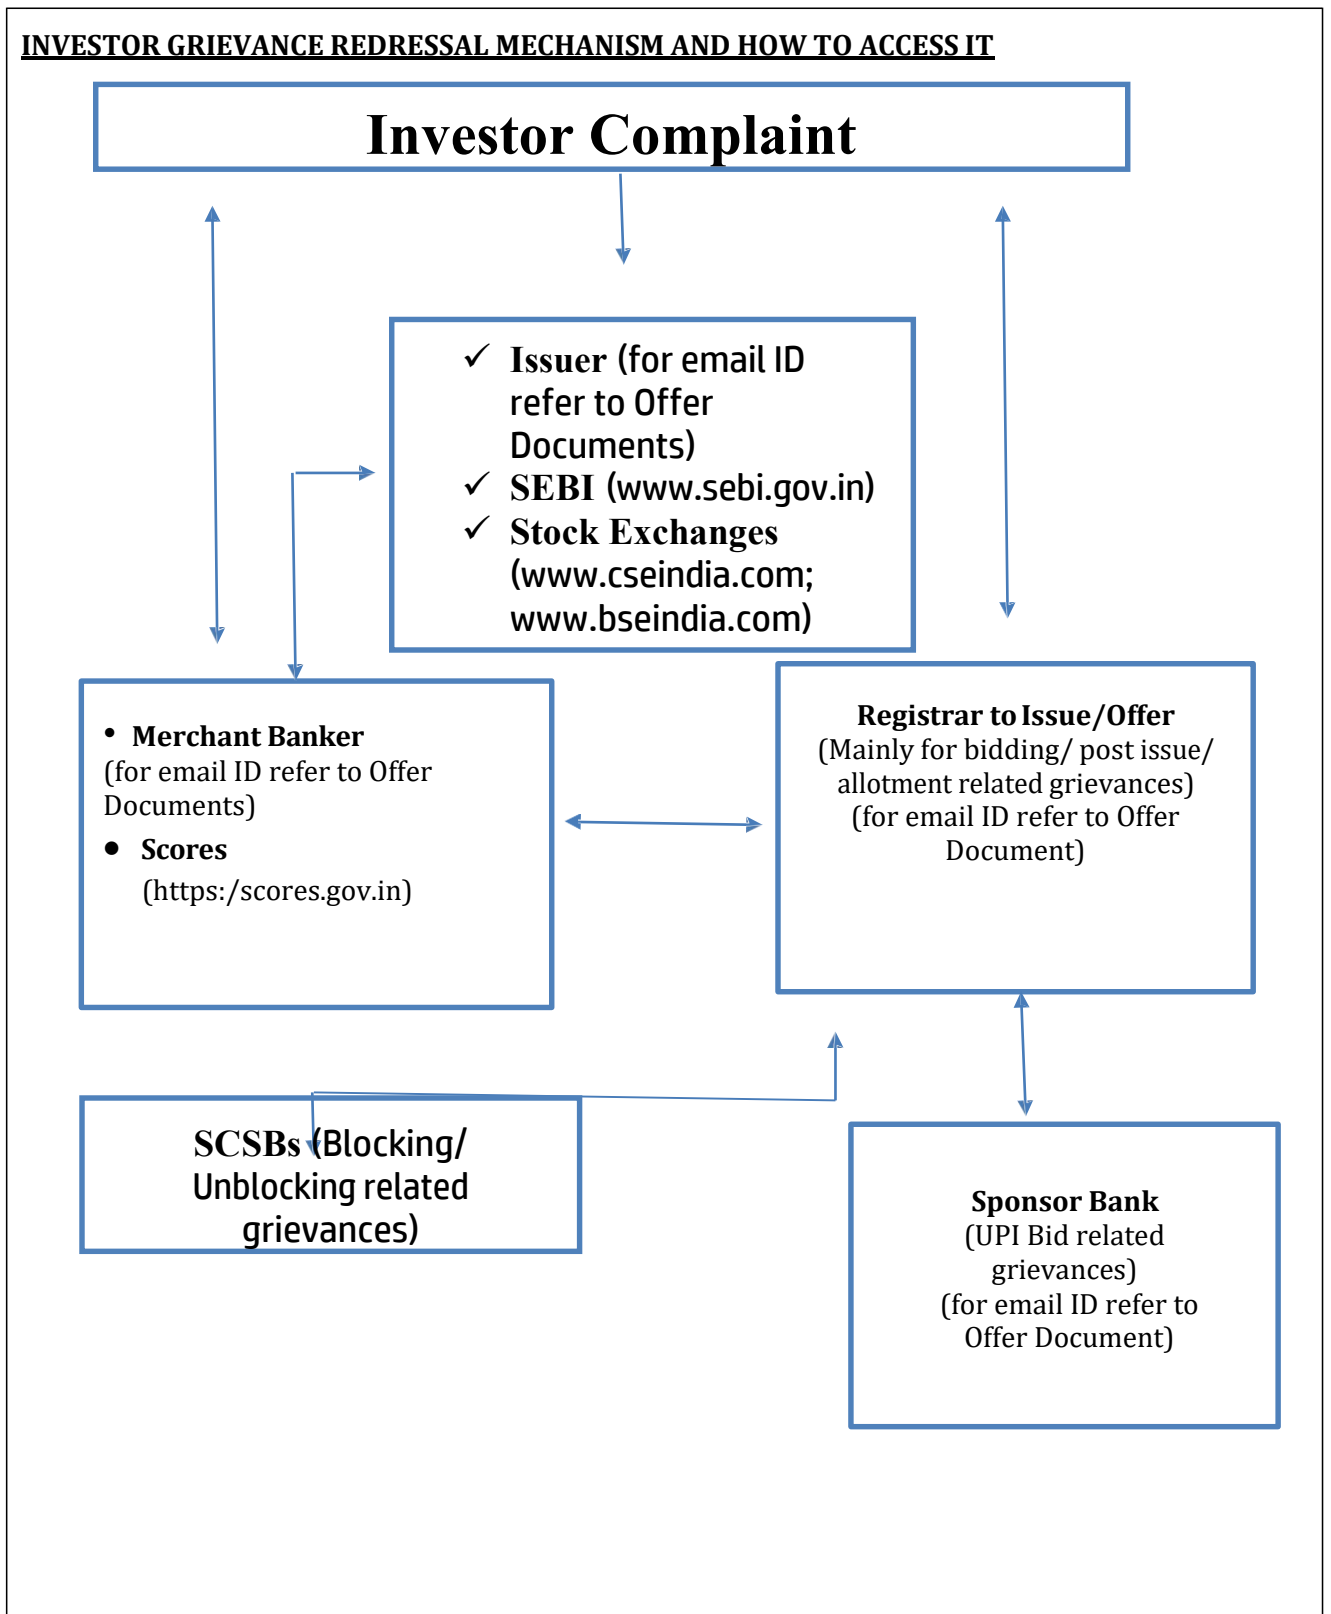 INVESTOR GRIEVANCE REDRESSAL MECHANISM AND HOW TO ACCESS IT
Investor Complaint
✓ Issuer (for email ID
refer to Offer
Documents)
✓ SEBI (www.sebi.gov.in)
✓ Stock Exchanges
(www.cseindia.com;
www.bseindia.com)
• Merchant Banker
(for email ID refer to Offer
Documents)
• Scores
(https:/scores.gov.in)
Registrar to Issue/Offer
(Mainly for bidding/ post issue/
allotment related grievances)
(for email ID refer to Offer
Document)
SCSBs (Blocking/
Unblocking related
grievances)
Sponsor Bank
(UPI Bid related
grievances)
(for email ID refer to
Offer Document)